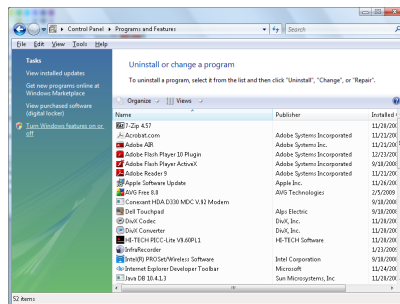 Control Panel ▸ Programs and Features
Search
File Edit View Tools Help
Tasks
View installed updates
Get new programs online at
Windows Marketplace
View purchased software
(digital locker)
Turn Windows features on or
off
Uninstall or change a program
To uninstall a program, select it from the list and then click "Uninstall", "Change", or "Repair".
Organize Views
Name Publisher Installed
7-Zip 4.57 11/28/200
Acrobat.com Adobe Systems Incorporated 11/21/200
Adobe AIR Adobe Systems Inc. 11/21/200
Adobe Flash Player 10 Plugin Adobe Systems Incorporated 11/23/200
Adobe Flash Player ActiveX Adobe Systems Incorporated 9/18/2000
Adobe Reader 9 Adobe Systems Incorporated 11/21/200
Apple Software Update Apple Inc. 11/26/200
AVG Free 8.0 AVG Technologies 2/5/2009
Conexant HDA D330 MDC V.92 Modem 9/18/2000
Dell Touchpad Alps Electric 9/18/2000
DivX Codec DivX, Inc. 11/28/200
DivX Converter DivX, Inc. 11/28/200
HI-TECH PICC-Lite V9.60PL1 HI-TECH Software 11/28/200
InfraRecorder 1/23/2009
Intel(R) PROSet/Wireless Software Intel Corporation 9/18/2000
Internet Explorer Developer Toolbar Microsoft 11/24/200
Java DB 10.4.1.3 Sun Microsystems, Inc 11/28/200
52 items